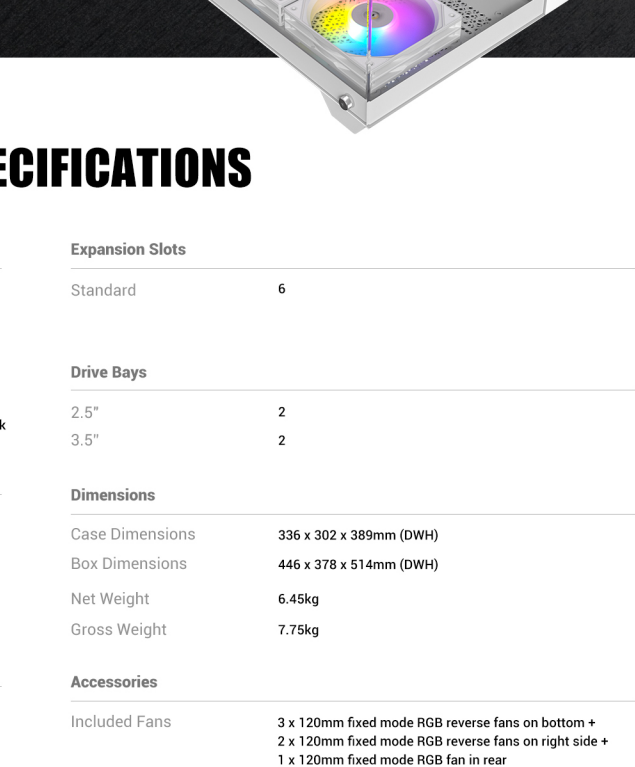 ECIFICATIONS
Expansion Slots
Standard 6
Drive Bays
2.5" 2
k
3.5" 2
Dimensions
Case Dimensions 336 x 302 x 389mm (DWH)
Box Dimensions 446 x 378 x 514mm (DWH)
Net Weight 6.45kg
Gross Weight 7.75kg
Accessories
Included Fans 3 x 120mm fixed mode RGB reverse fans on bottom +
2 x 120mm fixed mode RGB reverse fans on right side +
1 x 120mm fixed mode RGB fan in rear